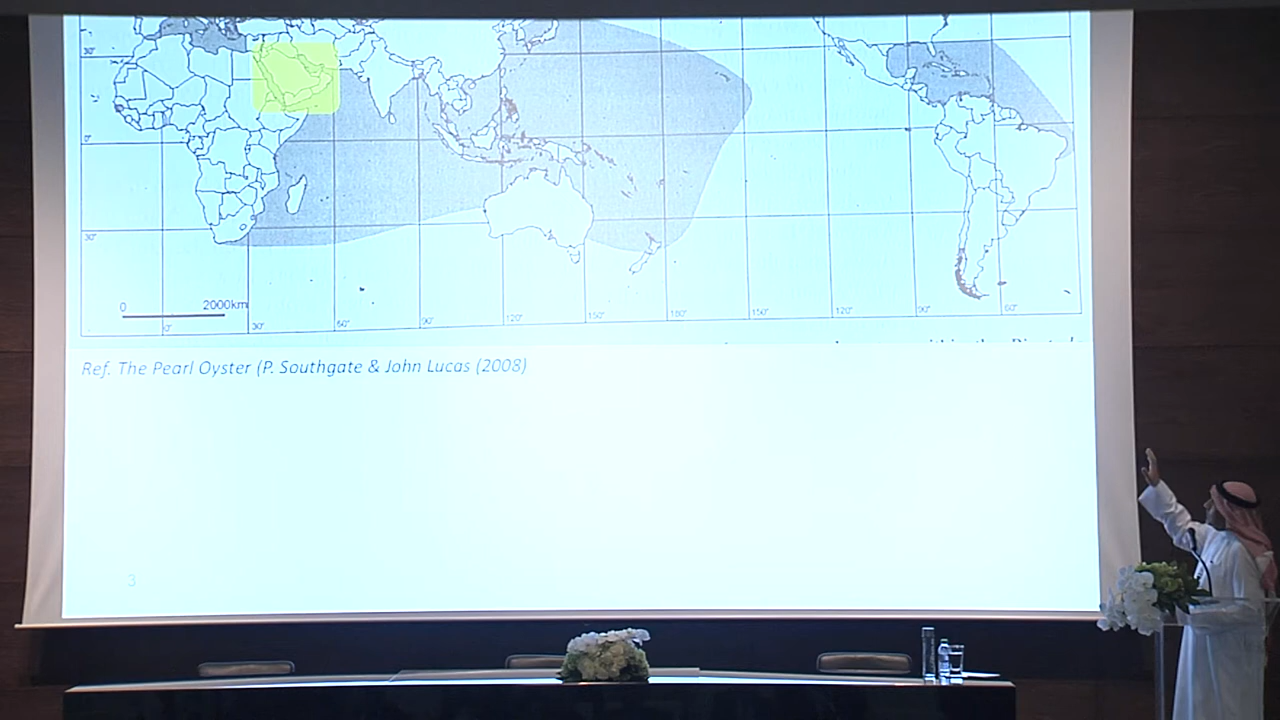 30°
0°
30°
0 2000km
0° 30° 60° 90° 120° 150° 180° 150° 120° 90° 60°
Ref. The Pearl Oyster (P. Southgate & John Lucas (2008)
3